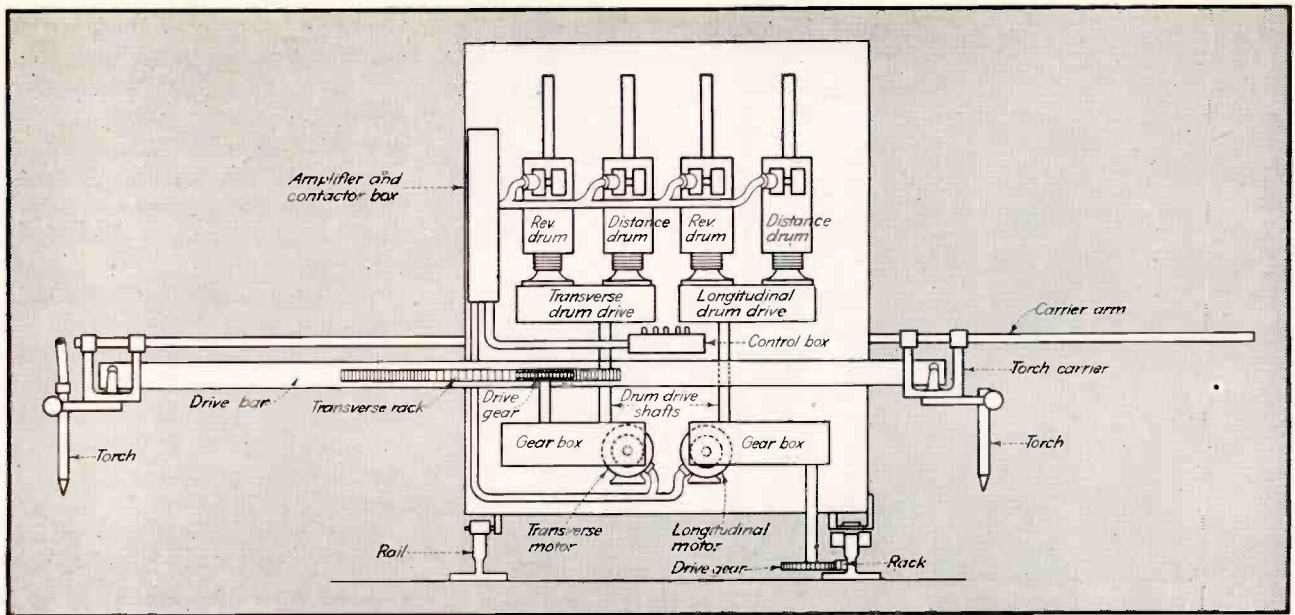 Amplifier and
contactor box
Rev.
drum
Distance
drum
Rev.
drum
Distance
drum
Transverse
drum drive
Longitudinal
drum drive
Carrier arm
Control box
Torch carrier
Drive bar
Transverse rack
Drive
gear
Drum drive
shafts
Gear box
Gear box
Torch
Torch
Rail
Transverse
motor
Longitudinal
motor
Drive gear
Rack